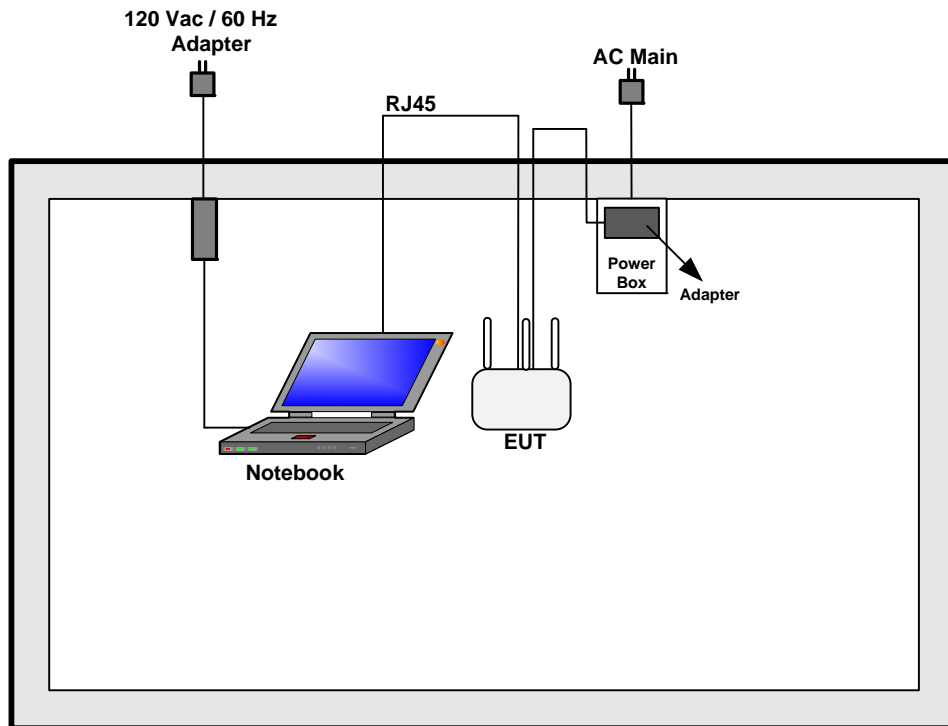 120 Vac / 60 Hz
Adapter
AC Main
RJ45
Power
Box
Adapter
EUT
Notebook